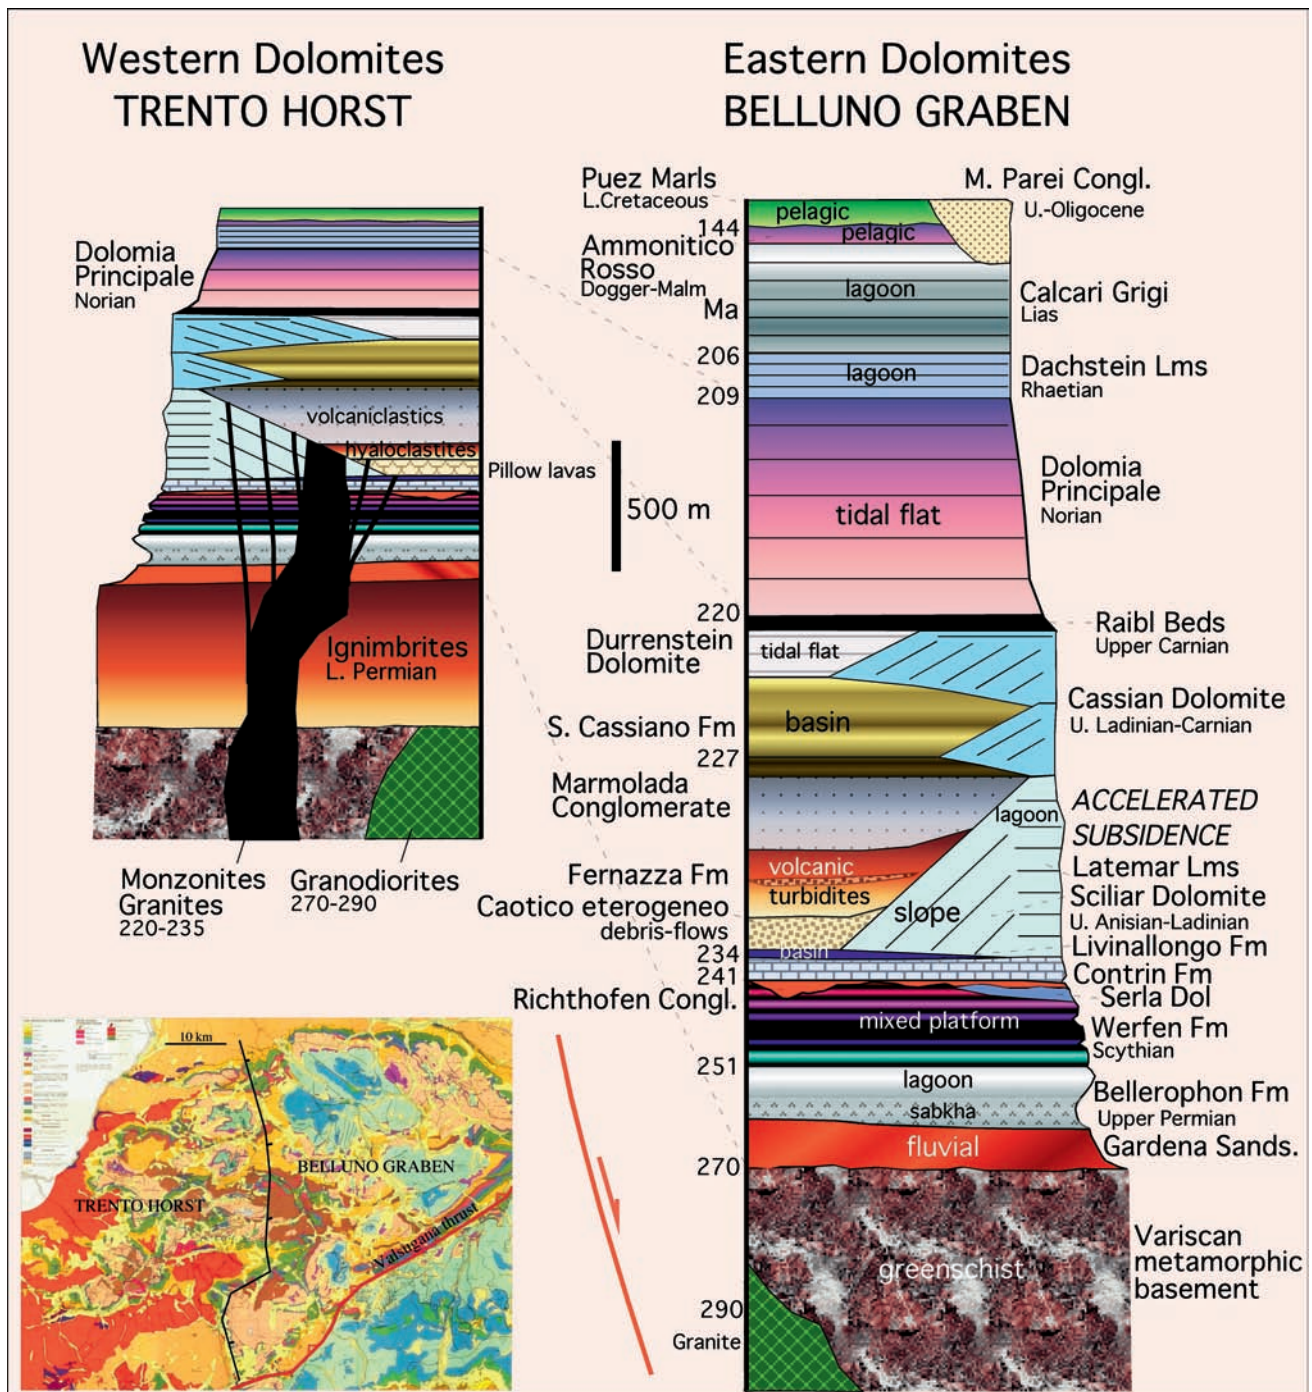 Western Dolomites
TRENTO HORST
Eastern Dolomites
BELLUNO GRABEN
Dolomia
Principale
Norian
volcaniclastics
hyaloclastites
Pillow lavas
Ignimbrites
L. Permian
Monzonites
Granites
220-235
Granodiorites
270-290
500 m
Puez Marls
L.Cretaceous
144
Ammonitico
Rosso
Dogger-Malm
Ma
206
209
220
Durrenstein
Dolomite
S. Cassiano Fm
227
Marmolada
Conglomerate
Fernazza Fm
Caotico eterogeneo
debris-flows
234
241
Richthofen Congl.
251
270
290
Granite
pelagic
pelagic
lagoon
lagoon
tidal flat
tidal flat
basin
lagoon
volcanic
turbidites
slope
basin
mixed platform
lagoon
sabkha
fluvial
greenschist
M. Parei Congl.
U.-Oligocene
Calcari Grigi
Lias
Dachstein Lms
Rhaetian
Dolomia
Principale
Norian
Raibl Beds
Upper Carnian
Cassian Dolomite
U. Ladinian-Carnian
ACCELERATED
SUBSIDENCE
Latemar Lms
Sciliar Dolomite
U. Anisian-Ladinian
Livinallongo Fm
Contrin Fm
Serla Dol
Werfen Fm
Scythian
Bellerophon Fm
Upper Permian
Gardena Sands.
Variscan
metamorphic
basement
10 km
BELLUNO GRABEN
TRENTO HORST
Valsugana thrust